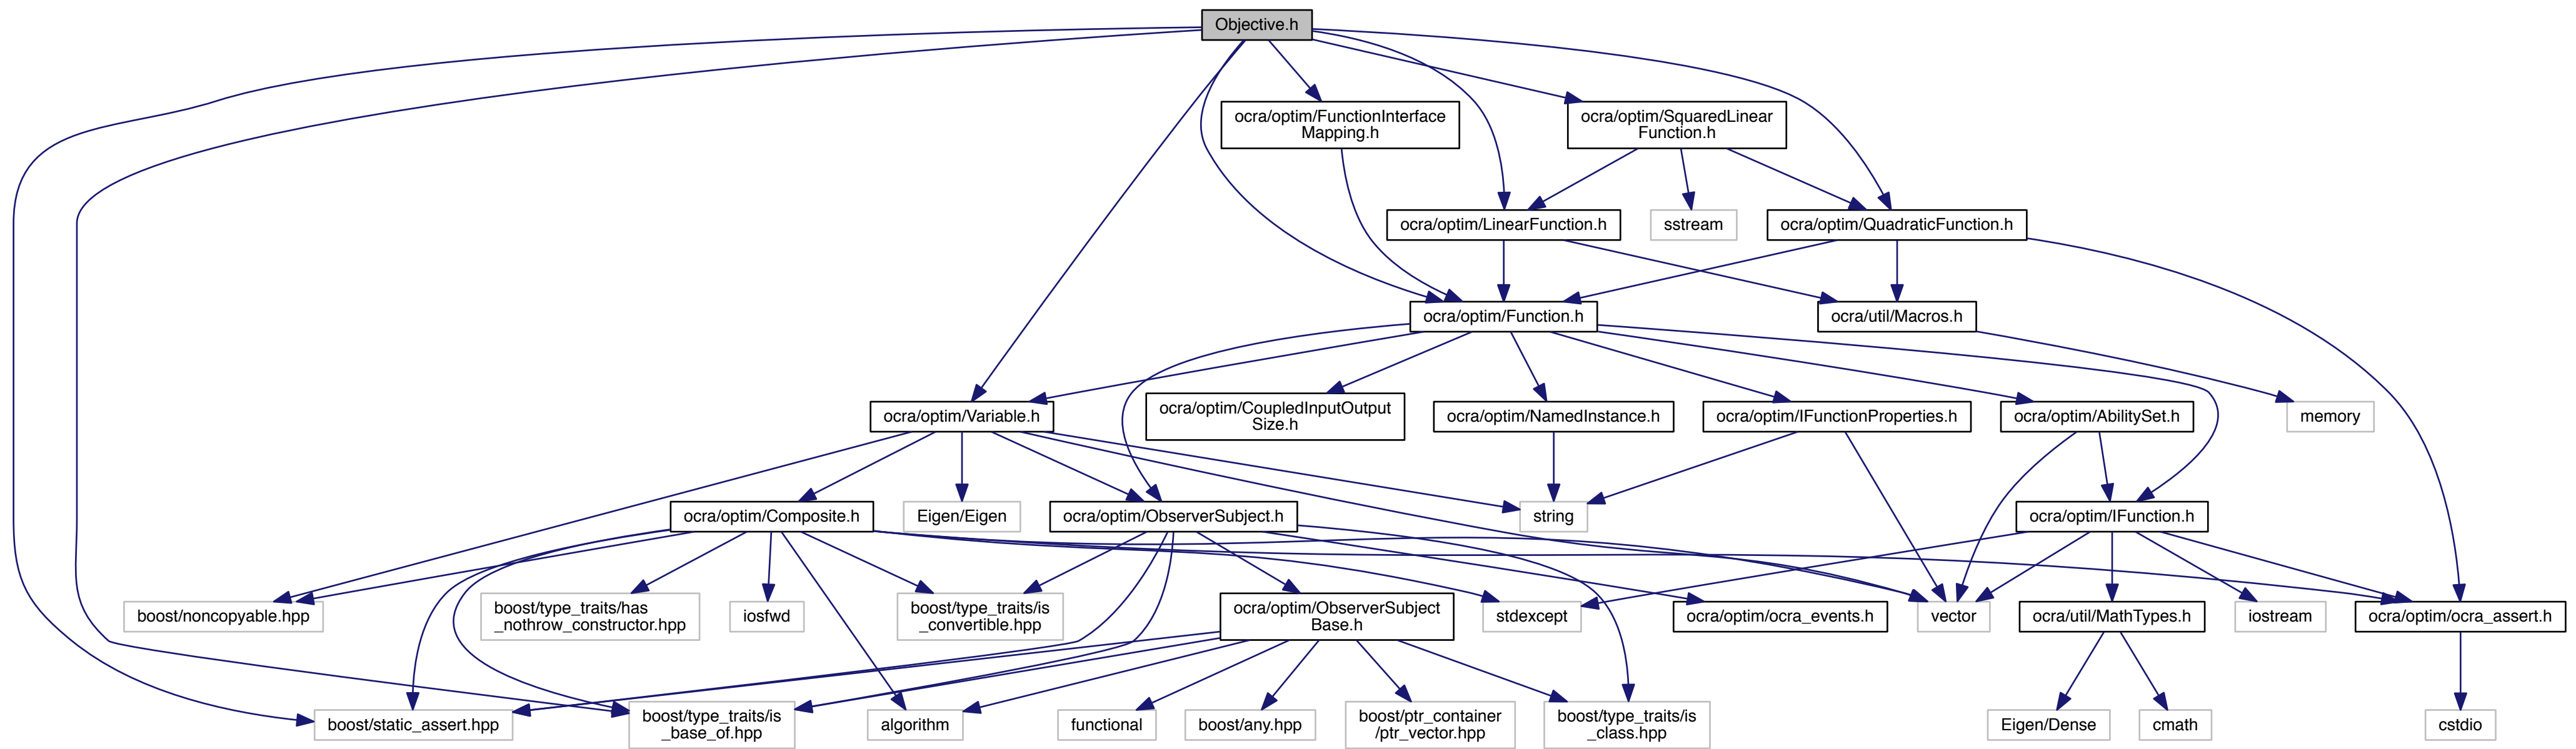 Objective.h
ocra/optim/FunctionInterface
Mapping.h
ocra/optim/SquaredLinear
Function.h
ocra/optim/LinearFunction.h
sstream
ocra/optim/QuadraticFunction.h
ocra/optim/Function.h
ocra/util/Macros.h
ocra/optim/Variable.h
ocra/optim/CoupledInputOutput
Size.h
ocra/optim/NamedInstance.h
ocra/optim/IFunctionProperties.h
ocra/optim/AbilitySet.h
memory
ocra/optim/Composite.h
Eigen/Eigen
ocra/optim/ObserverSubject.h
string
ocra/optim/IFunction.h
boost/noncopyable.hpp
boost/type_traits/has
_nothrow_constructor.hpp
iosfwd
boost/type_traits/is
_convertible.hpp
ocra/optim/ObserverSubject
Base.h
stdexcept
ocra/optim/ocra_events.h
vector
ocra/util/MathTypes.h
iostream
ocra/optim/ocra_assert.h
boost/static_assert.hpp
boost/type_traits/is
_base_of.hpp
algorithm
functional
boost/any.hpp
boost/ptr_container
/ptr_vector.hpp
boost/type_traits/is
_class.hpp
Eigen/Dense
cmath
cstdio